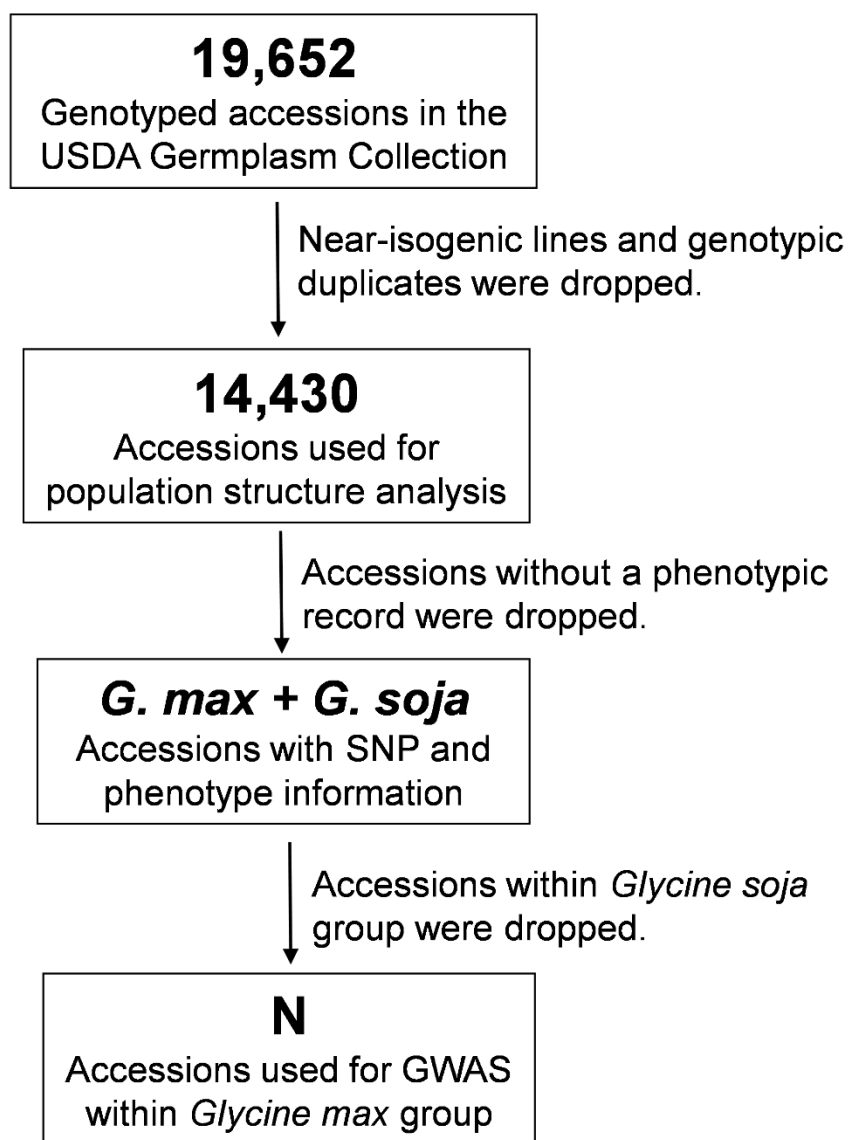 19,652
Genotyped accessions in the
USDA Germplasm Collection
Near-isogenic lines and genotypic
duplicates were dropped.
14,430
Accessions used for
population structure analysis
Accessions without a phenotypic
record were dropped.
G. max + G. soja
Accessions with SNP and
phenotype information
Accessions within Glycine soja
group were dropped.
N
Accessions used for GWAS
within Glycine max group